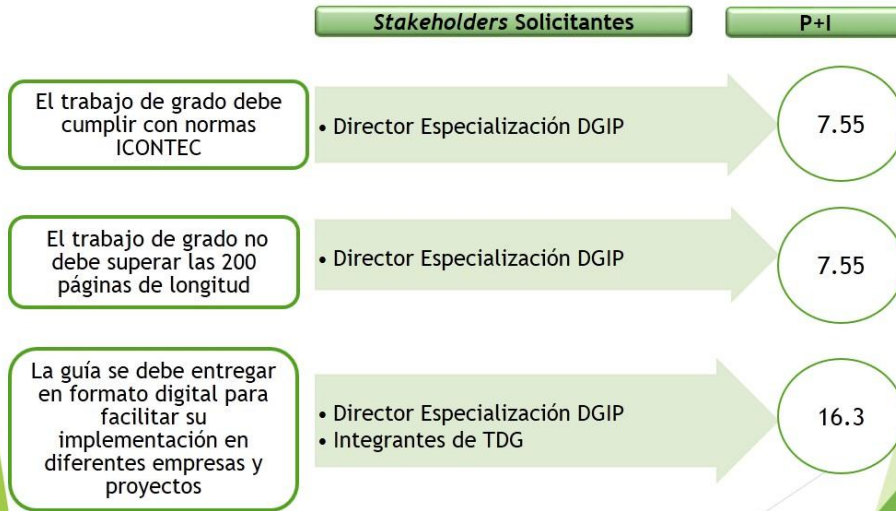 Stakeholders Solicitantes
P+I
El trabajo de grado debe
cumplir con normas
ICONTEC
• Director Especialización DGIP
7.55
El trabajo de grado no
debe superar las 200
páginas de longitud
• Director Especialización DGIP
7.55
La guía se debe entregar
en formato digital para
facilitar su
implementación en
diferentes empresas y
proyectos
• Director Especialización DGIP
• Integrantes de TDG
16.3